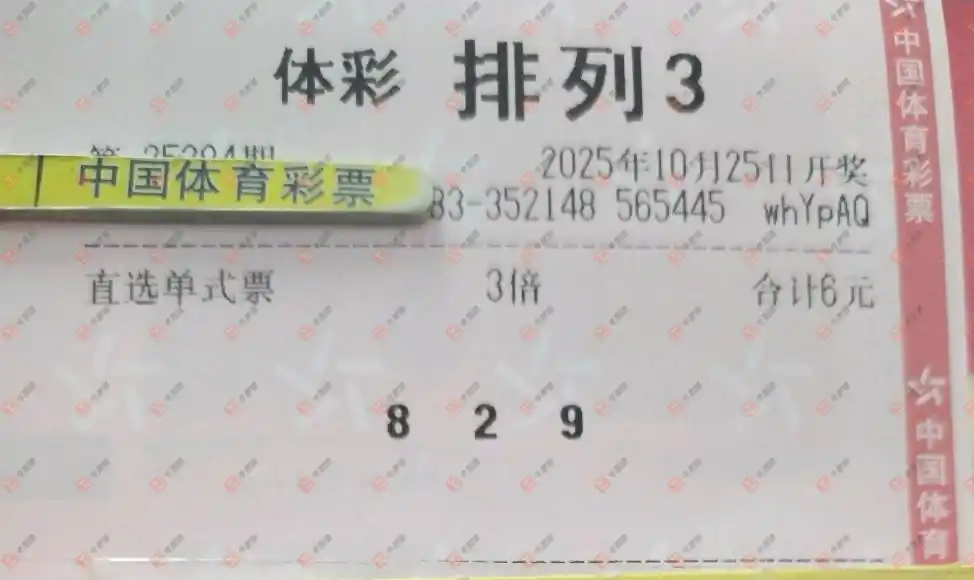 体彩 排列3
2025年10月25日开奖
中国体育彩票
83-352148 565445 whYpAQ
直选单式票 3倍 合计6元
8 2 9
中国体育彩票
中国体育